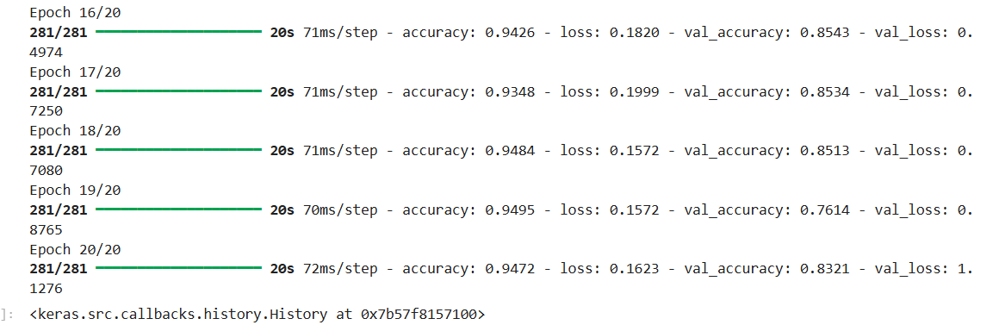 Epoch 16/20
281/281 ━━━━━━━━━━━━━━━━━━━━ 20s 71ms/step - accuracy: 0.9426 - loss: 0.1820 - val_accuracy: 0.8543 - val_loss: 0.
4974
Epoch 17/20
281/281 ━━━━━━━━━━━━━━━━━━━━ 20s 71ms/step - accuracy: 0.9348 - loss: 0.1999 - val_accuracy: 0.8534 - val_loss: 0.
7250
Epoch 18/20
281/281 ━━━━━━━━━━━━━━━━━━━━ 20s 71ms/step - accuracy: 0.9484 - loss: 0.1572 - val_accuracy: 0.8513 - val_loss: 0.
7080
Epoch 19/20
281/281 ━━━━━━━━━━━━━━━━━━━━ 20s 70ms/step - accuracy: 0.9495 - loss: 0.1572 - val_accuracy: 0.7614 - val_loss: 0.
8765
Epoch 20/20
281/281 ━━━━━━━━━━━━━━━━━━━━ 20s 72ms/step - accuracy: 0.9472 - loss: 0.1623 - val_accuracy: 0.8321 - val_loss: 1.
1276
]: <keras.src.callbacks.history.History at 0x7b57f8157100>